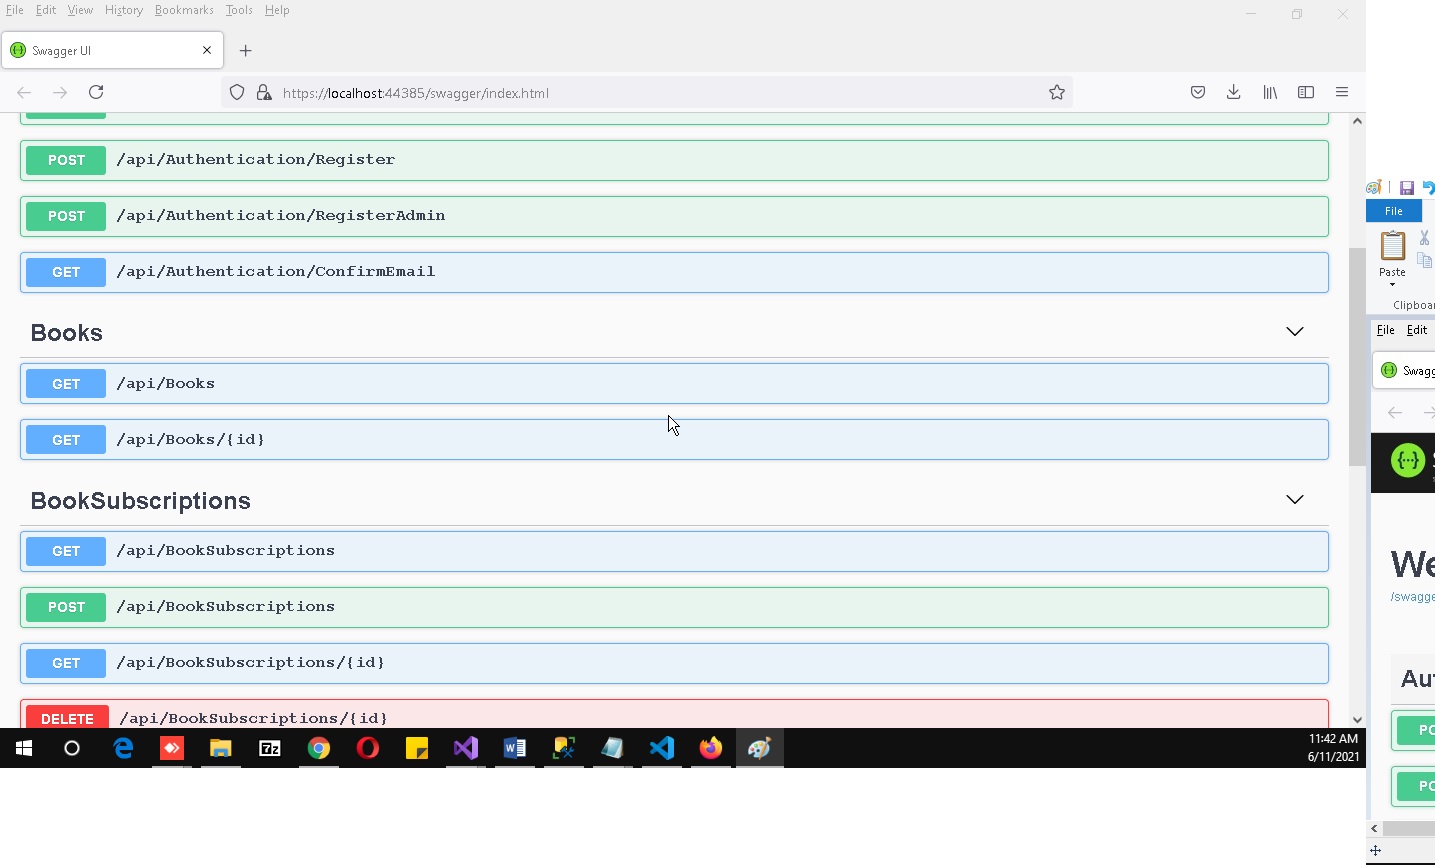 File Edit View History Bookmarks Tools Help
Swagger UI
https://localhost:44385/swagger/index.html
POST /api/Authentication/Register
POST /api/Authentication/RegisterAdmin
GET /api/Authentication/ConfirmEmail
Books
GET /api/Books
GET /api/Books/{id}
BookSubscriptions
GET /api/BookSubscriptions
POST /api/BookSubscriptions
GET /api/BookSubscriptions/{id}
DELETE /api/BookSubscriptions/{id}
7z
11:42 AM
6/11/2021
File
Paste
Clipboar
File Edit
Swagg
We
/swagge
Au
PO
PO